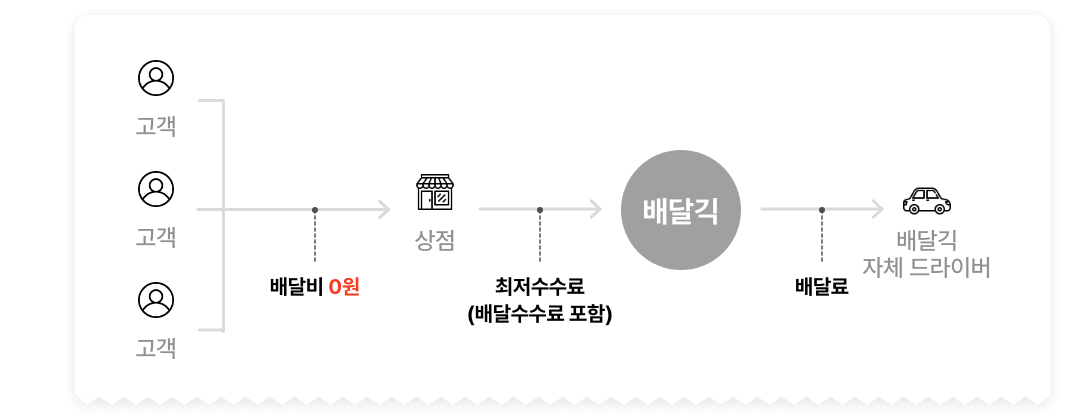 고객
고객
고객
배달비 0원
상점
최저수수료
(배달수수료 포함)
배달긱
배달료
배달긱
자체 드라이버